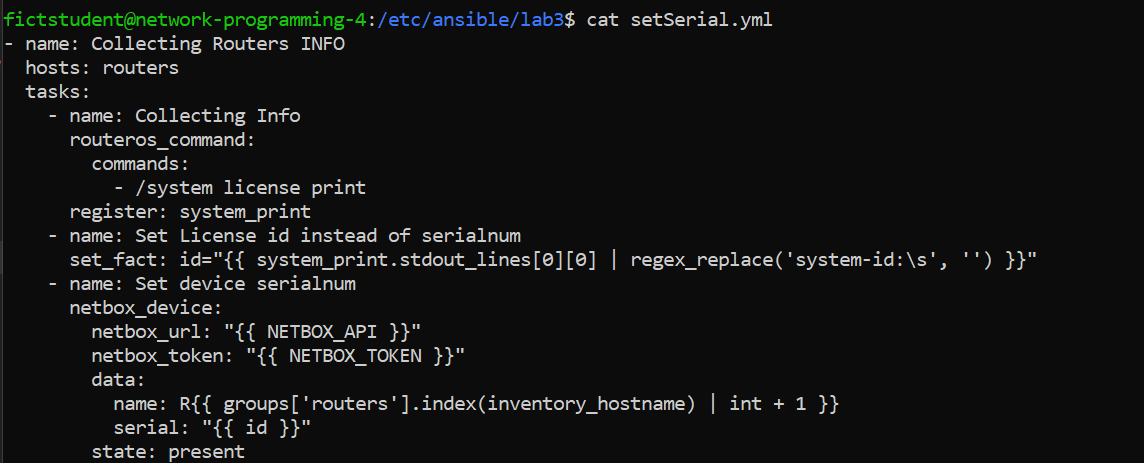 fictstudent@network-programming-4:/etc/ansible/lab3$ cat setSerial.yml
- name: Collecting Routers INFO
  hosts: routers
  tasks:
    - name: Collecting Info
      routeros_command:
        commands:
          - /system license print
      register: system_print
    - name: Set License id instead of serialnum
      set_fact: id="{{ system_print.stdout_lines[0][0] | regex_replace('system-id:\s', '') }}"
    - name: Set device serialnum
      netbox_device:
        netbox_url: "{{ NETBOX_API }}"
        netbox_token: "{{ NETBOX_TOKEN }}"
        data:
          name: R{{ groups['routers'].index(inventory_hostname) | int + 1 }}
          serial: "{{ id }}"
        state: present